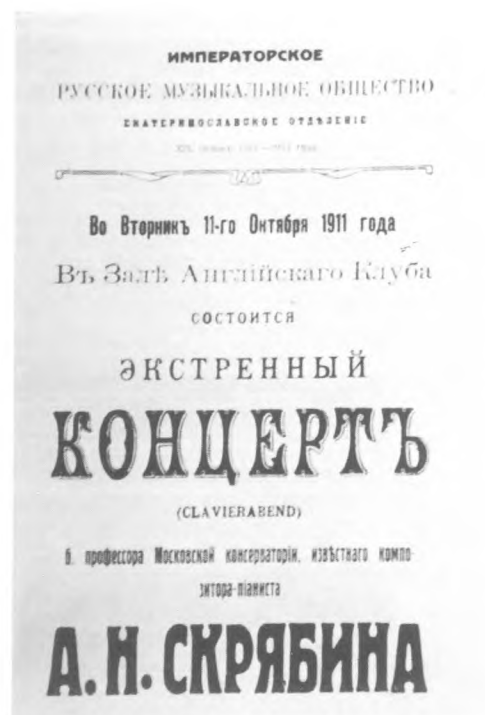 ИМПЕРАТОРСКОЕ
РУССКОЕ МУЗЫКАЛЬНОЕ ОБЩЕСТВО
ЕКАТЕРИНОСЛАВСКОЕ ОТДѢЛЕНІЕ
Во Вторникъ 11-го Октября 1911 года
Въ Залѣ Англійскаго Клуба
СОСТОИТСЯ
ЭКСТРЕННЫЙ
КОНЦЕРТЪ
(CLAVIERABEND)
б. профессора Московской консерваторіи, извѣстнаго компо-
зитора-піаниста
А. Н. СКРЯБИНА